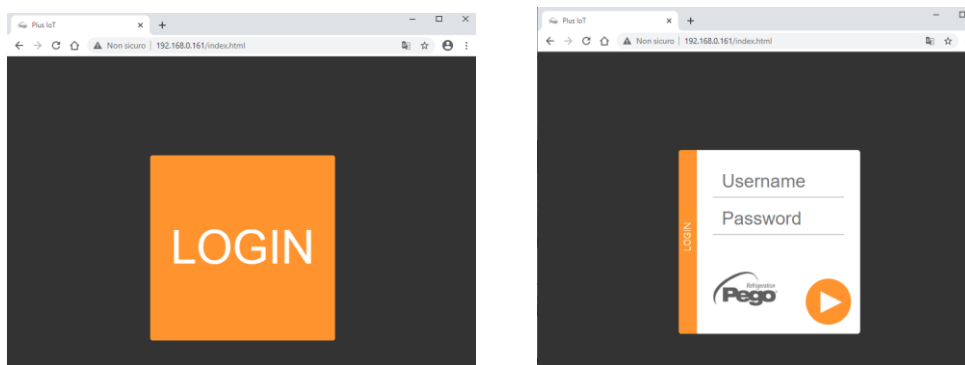 Plus IoT
Non sicuro | 192.168.0.161/index.html
LOGIN
Plus IoT
Non sicuro | 192.168.0.161/index.html
Username
Password
LOGIN
Refrigeration
Pego